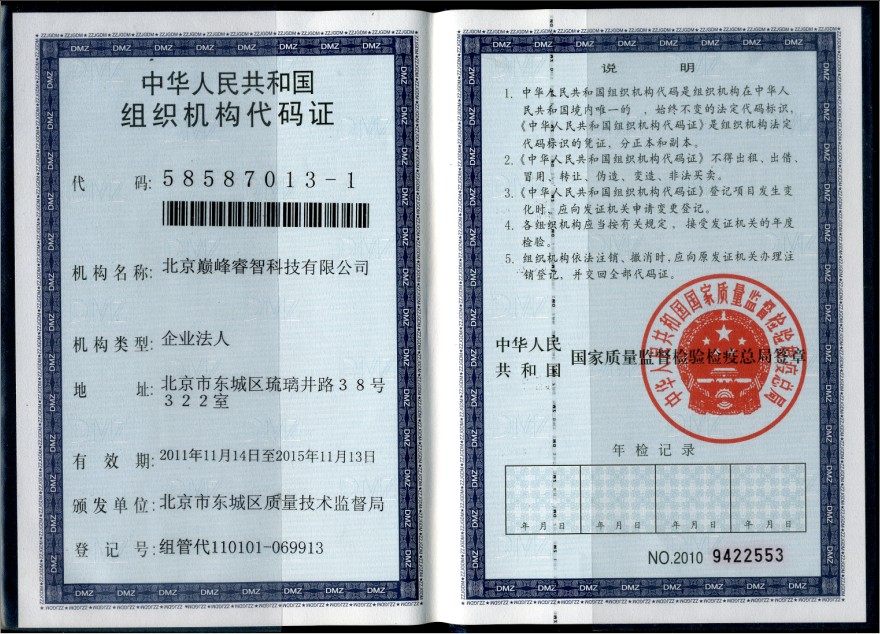 中华人民共和国
组织机构代码证
代 码: 58587013-1
机构名称: 北京巅峰睿智科技有限公司
机构类型: 企业法人
地 址: 北京市东城区琉璃井路38号
322室
有 效 期: 2011年11月14日至2015年11月13日
颁发单位: 北京市东城区质量技术监督局
登 记 号: 组管代110101-069913
说 明
1. 中华人民共和国组织机构代码是组织机构在中华人
民共和国境内唯一的 、始终不变的法定代码标识,
《中华人民共和国组织机构代码证》是组织机构法定
代码标识的凭证,分正本和副本。
2.《中华人民共和国组织机构代码证》不得出租、出借、
冒用、转让、伪造、变造、非法买卖。
3.《中华人民共和国组织机构代码证》登记项目发生变
化时,应向发证机关申请变更登记。
4. 各组织机构应当按有关规定 ,接受发证机关的年度
检验。
5. 组织机构依法注销、撤消时,应向原发证机关办理注
销登记,并交回全部代码证。
中华人民
共 和 国 国家质量监督检验检疫总局签章
中华人民共和国国家质量监督检验检疫总局
年 检 记 录
年 月 日 年 月 日 年 月 日 年 月 日
NO.2010 9422553